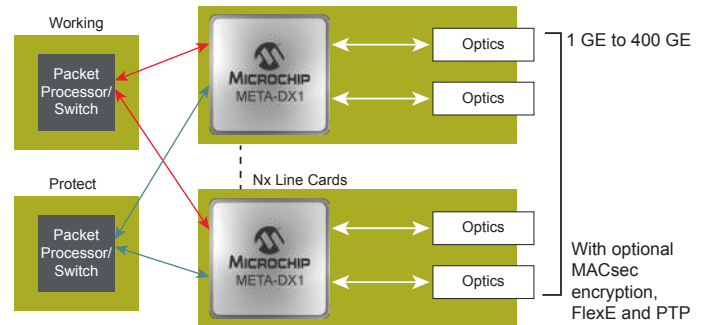 Working
Packet
Processor/
Switch
MICROCHIP
META-DX1
Optics
Optics
1 GE to 400 GE
Protect
Packet
Processor/
Switch
Nx Line Cards
MICROCHIP
META-DX1
Optics
Optics
With optional
MACsec
encryption,
FlexE and PTP